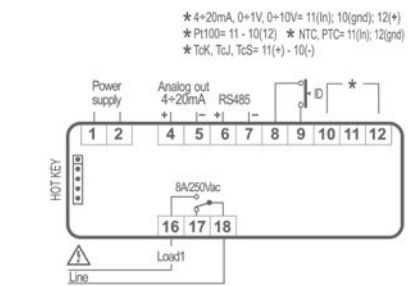 * 4÷20mA, 0÷1V, 0÷10V= 11(In); 10(gnd); 12(+)
* Pt100= 11 - 10(12) * NTC, PTC= 11(In); 12(gnd)
* TcK, TcJ, TcS= 11(+) - 10(-)
Power supply
Analog out 4÷20mA
RS485
ID
*
+ - + -
1 2 4 5 6 7 8 9 10 11 12
HOT KEY
8A/250Vac
16 17 18
Load1
Line